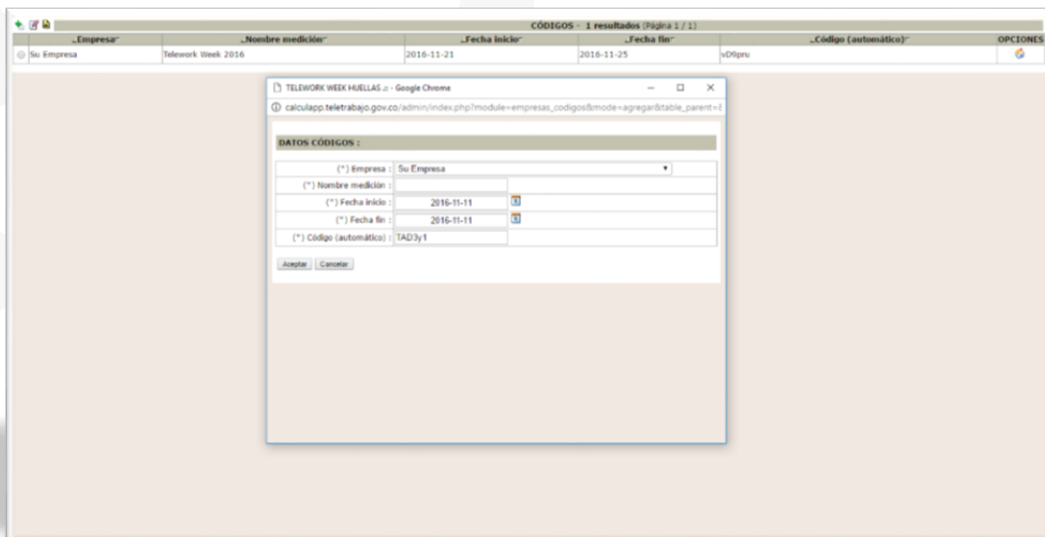 CÓDIGOS - 1 resultados (Página 1 / 1)
Empresa Nombre medición Fecha inicio Fecha fin Código (automático) OPCIONES
Su Empresa Telework Week 2016 2016-11-21 2016-11-25 vD9pru
TELEWORK WEEK HUELLAS .: - Google Chrome
calculapp.teletrabajo.gov.co/admin/index.php?module=empresas_codigos&mode=agregar&table_parent=
DATOS CÓDIGOS :
(*) Empresa : Su Empresa
(*) Nombre medición :
(*) Fecha inicio : 2016-11-11
(*) Fecha fin : 2016-11-11
(*) Código (automático) : TAD3y1
Aceptar Cancelar